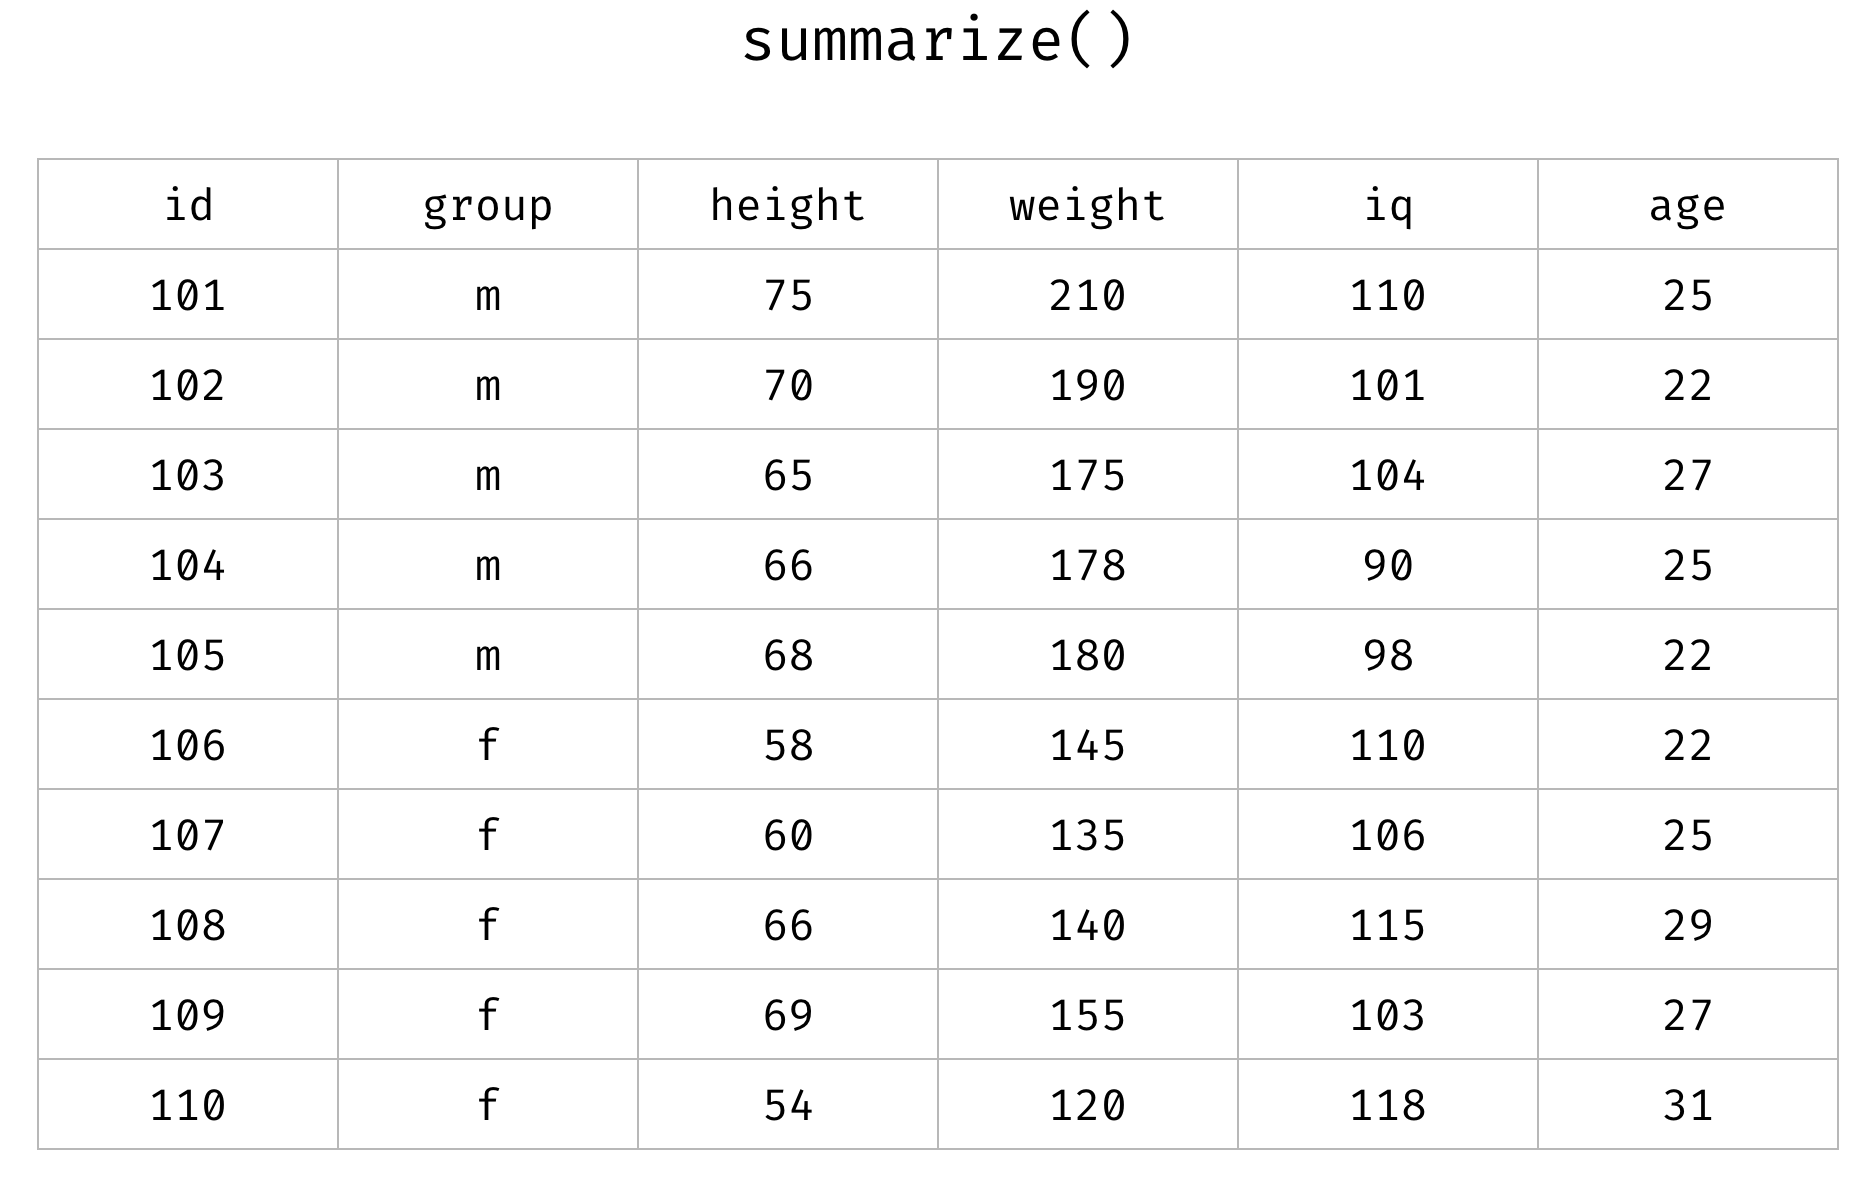 summarize()
id group height weight iq age
101 m 75 210 110 25
102 m 70 190 101 22
103 m 65 175 104 27
104 m 66 178 90 25
105 m 68 180 98 22
106 f 58 145 110 22
107 f 60 135 106 25
108 f 66 140 115 29
109 f 69 155 103 27
110 f 54 120 118 31